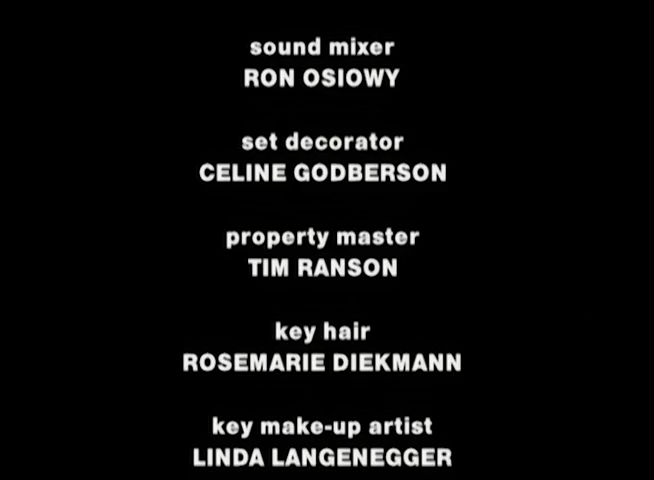 sound mixer
RON OSIOWY
set decorator
CELINE GODBERSON
property master
TIM RANSON
key hair
ROSEMARIE DIEKMANN
key make-up artist
LINDA LANGENEGGER